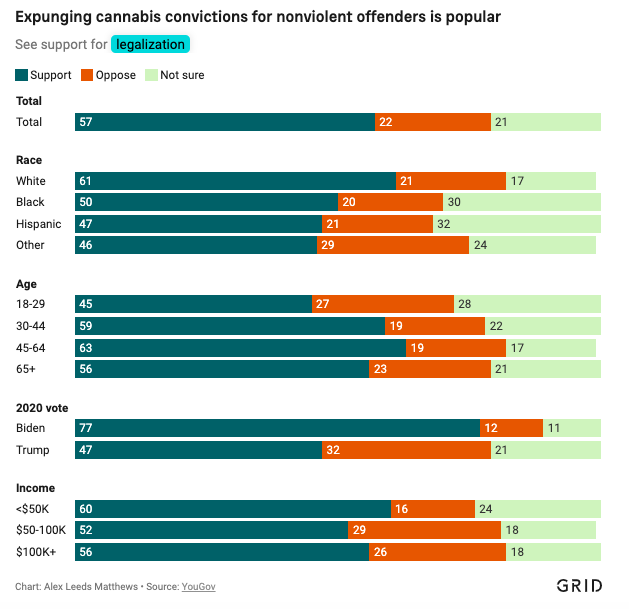 Expunging cannabis convictions for nonviolent offenders is popular
See support for legalization
Support Oppose Not sure
Total
Total 57 22 21
Race
White 61 21 17
Black 50 20 30
Hispanic 47 21 32
Other 46 29 24
Age
18-29 45 27 28
30-44 59 19 22
45-64 63 19 17
65+ 56 23 21
2020 vote
Biden 77 12 11
Trump 47 32 21
Income
<$50K 60 16 24
$50-100K 52 29 18
$100K+ 56 26 18
Chart: Alex Leeds Matthews • Source: YouGov GRID